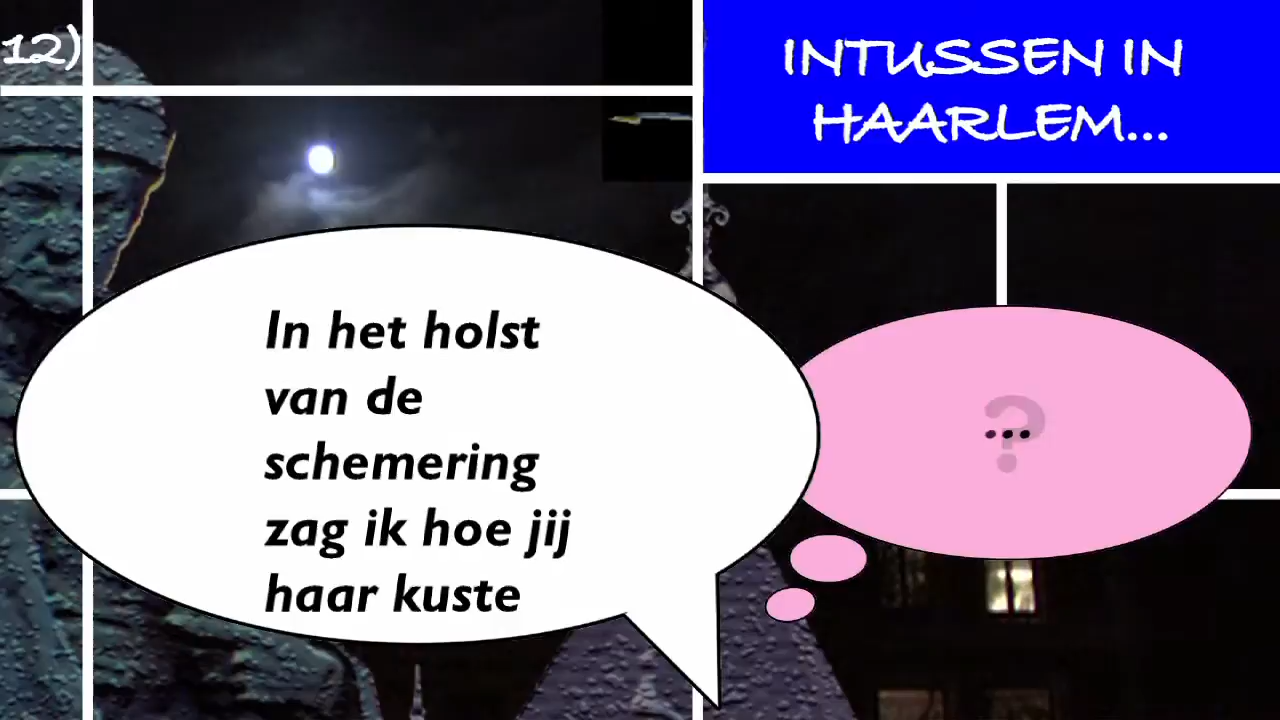 12)
INTUSSEN IN
HAARLEM...
In het holst
van de
schemering
zag ik hoe jij
haar kuste
?
...